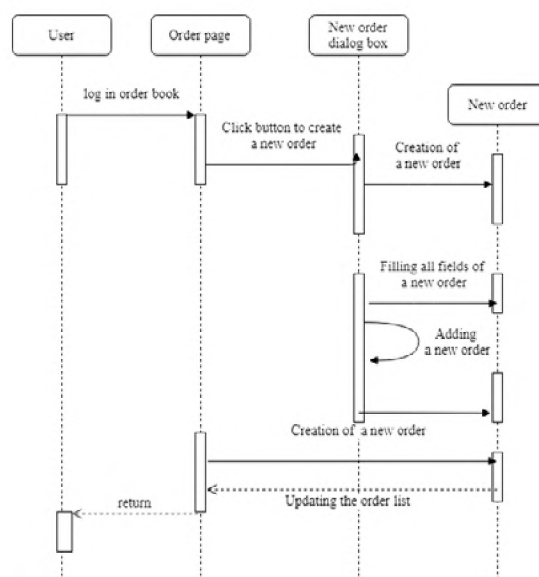 User
Order page
New order
dialog box
New order
log in order book
Click button to create
a new order
Creation of
a new order
Filling all fields of
a new order
Adding
a new order
Creation of a new order
Updating the order list
return